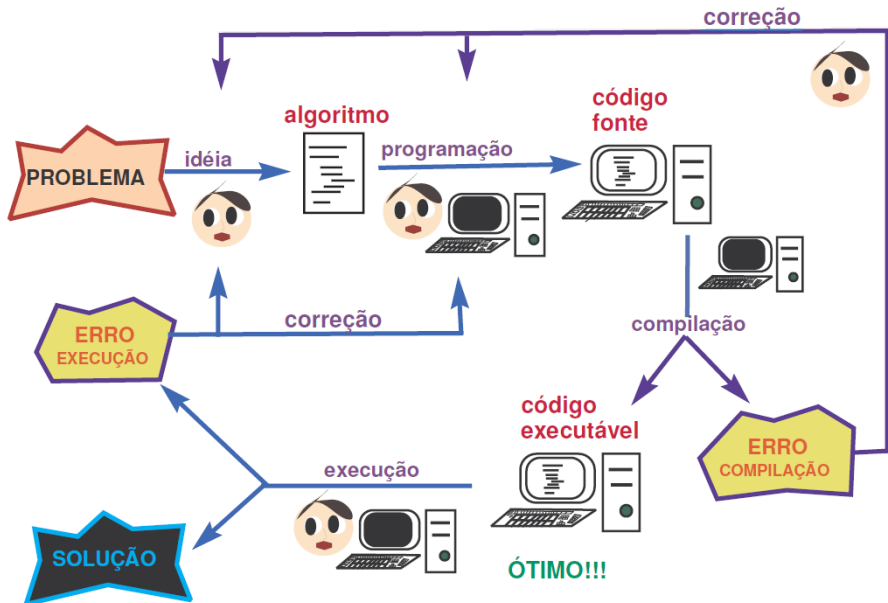 correção
PROBLEMA
idéia
algoritmo
programação
código
fonte
compilação
ERRO
EXECUÇÃO
correção
código
executável
ERRO
COMPILAÇÃO
execução
SOLUÇÃO
ÓTIMO!!!